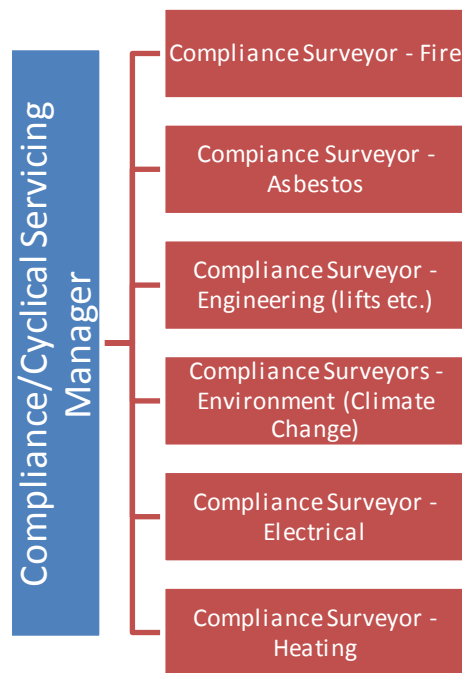 Compliance/Cyclical Servicing
Manager
Compliance Surveyor - Fire
Compiance Surveyor -
Asbestos
Compliance Surveyor -
Engineering (lifts etc.)
Compliance Surveyors -
Environment (Climate
Change)
Compliance Surveyor -
Electrical
Compliance Surveyor -
Heating